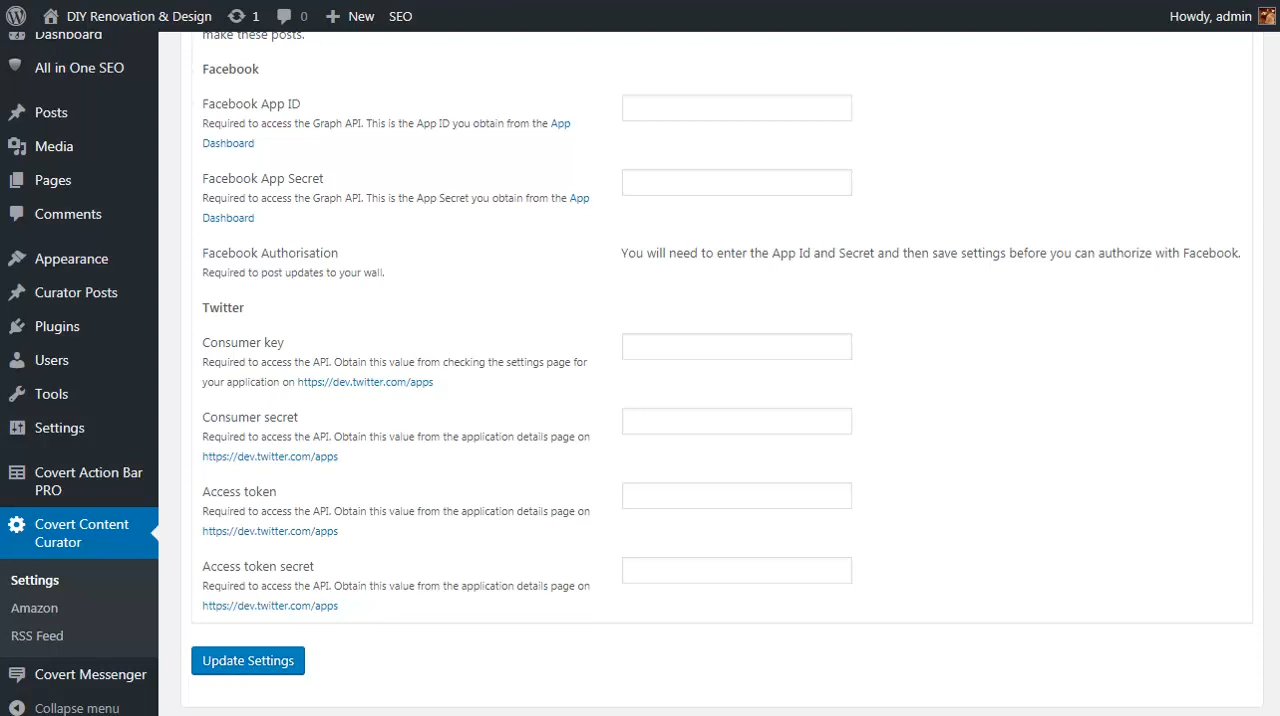 DIY Renovation & Design 1 0 New SEO Howdy, admin
Dashboard
All in One SEO
Posts
Media
Pages
Comments
Appearance
Curator Posts
Plugins
Users
Tools
Settings
Covert Action Bar
PRO
Covert Content
Curator
Settings
Amazon
RSS Feed
Covert Messenger
Collapse menu
make these posts.
Facebook
Facebook App ID
Required to access the Graph API. This is the App ID you obtain from the App
Dashboard
Facebook App Secret
Required to access the Graph API. This is the App Secret you obtain from the App
Dashboard
Facebook Authorisation
You will need to enter the App Id and Secret and then save settings before you can authorize with Facebook.
Required to post updates to your wall.
Twitter
Consumer key
Required to access the API. Obtain this value from checking the settings page for
your application on https://dev.twitter.com/apps
Consumer secret
Required to access the API. Obtain this value from the application details page on
https://dev.twitter.com/apps
Access token
Required to access the API. Obtain this value from the application details page on
https://dev.twitter.com/apps
Access token secret
Required to access the API. Obtain this value from the application details page on
https://dev.twitter.com/apps
Update Settings